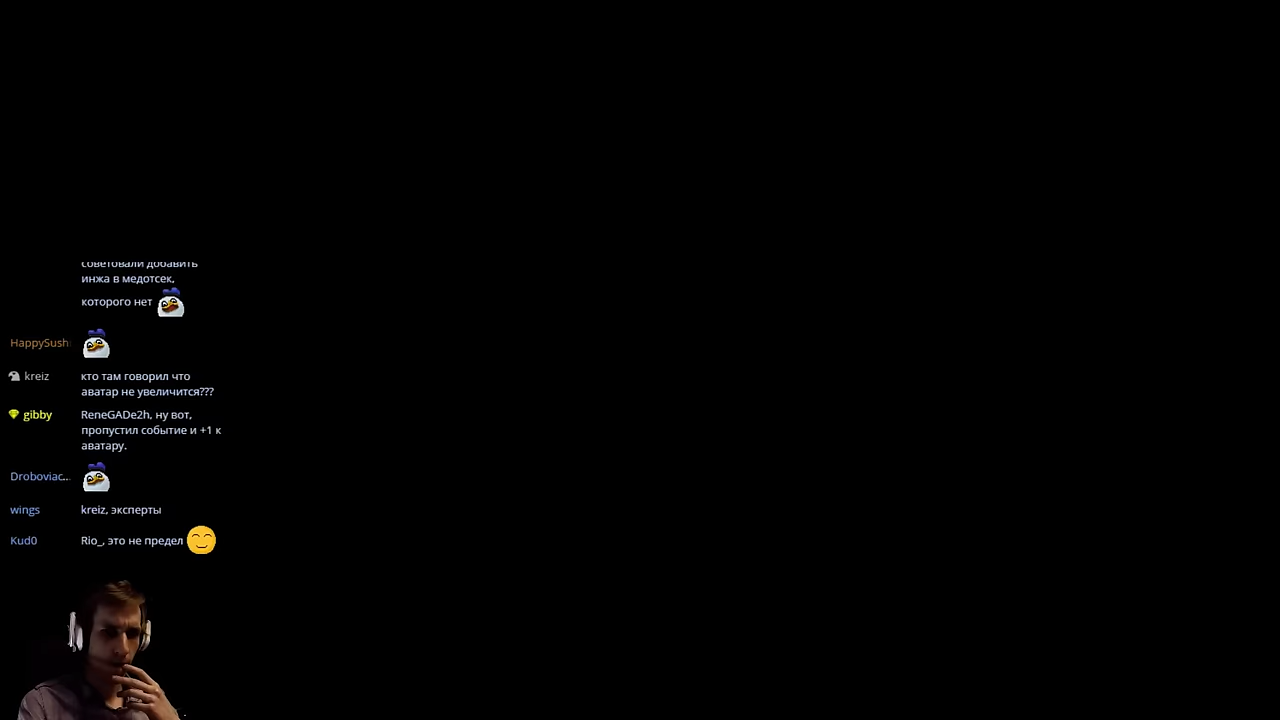 советовали добавить
инжа в медотсек,
которого нет
HappySush
kreiz кто там говорил что
аватар не увеличится???
gibby ReneGADe2h, ну вот,
пропустил событие и +1 к
аватару.
Droboviac...
wings kreiz, эксперты
Kud0 Rio_, это не предел